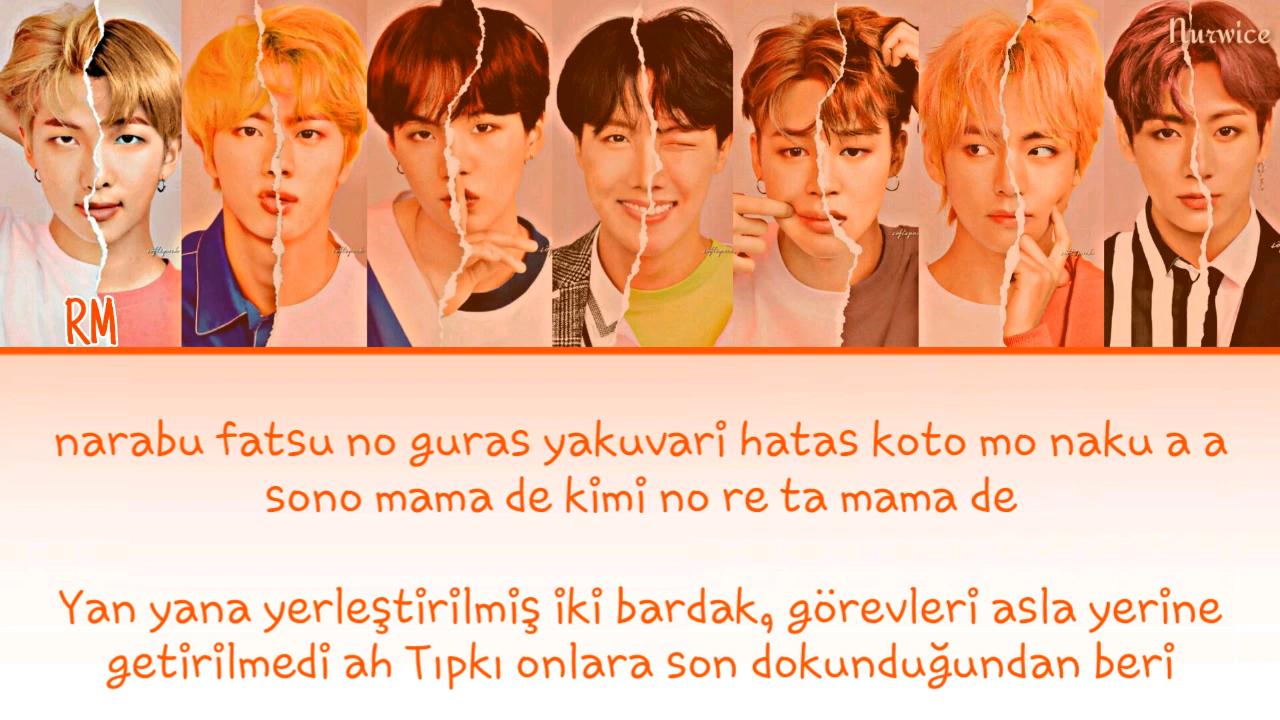 Nurwice
RM
narabu fatsu no guras yakuvari hatas koto mo naku a a
sono mama de kimi no re ta mama de
Yan yana yerleştirilmiş iki bardak, görevleri asla yerine
getirilmedi ah Tıpkı onlara son dokunduğundan beri